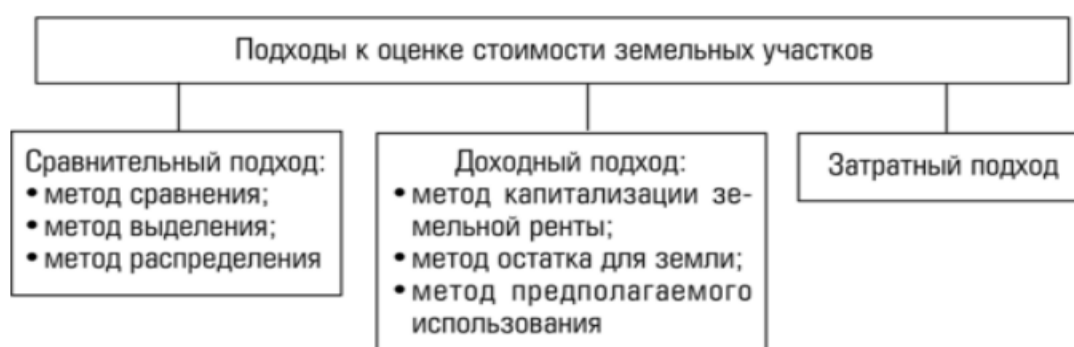 Подходы к оценке стоимости земельных участков
Сравнительный подход:
• метод сравнения;
• метод выделения;
• метод распределения
Доходный подход:
• метод капитализации зе-
мельной ренты;
• метод остатка для земли;
• метод предполагаемого
использования
Затратный подход